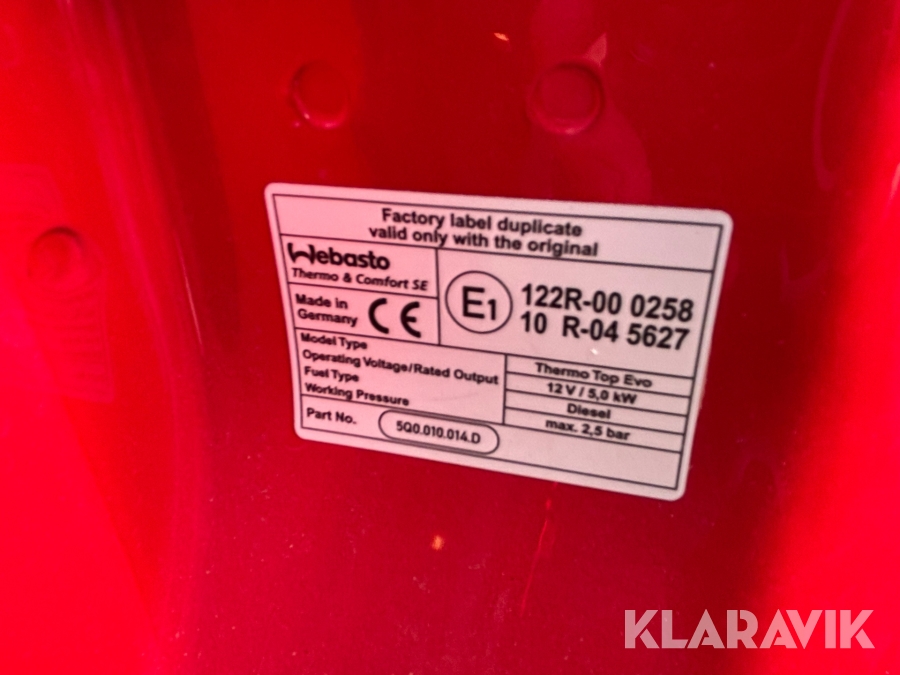 Factory label duplicate
valid only with the original
Webasto
Thermo & Comfort SE
Made in
Germany
CE
E1
122R-00 0258
10 R-04 5627
Model Type
Operating Voltage/Rated Output
Fuel Type
Working Pressure
Thermo Top Evo
12 V / 5,0 kW
Diesel
max. 2,5 bar
Part No.
5Q0.010.014.D
KLARAVIK